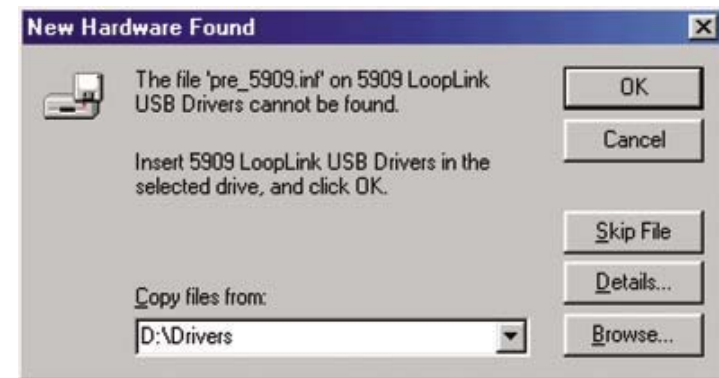 New Hardware Found
The file 'pre_5909.inf' on 5909 LoopLink
USB Drivers cannot be found.
Insert 5909 LoopLink USB Drivers in the
selected drive, and click OK.
Copy files from:
D:\Drivers
OK
Cancel
Skip File
Details...
Browse...